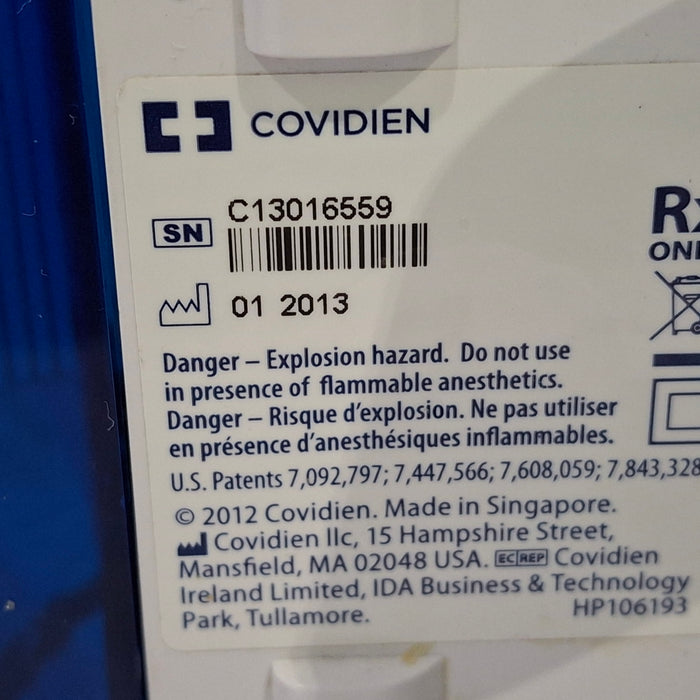 COVIDIEN
SN C13016559
01 2013
Rx
ONLY
Danger – Explosion hazard. Do not use
in presence of flammable anesthetics.
Danger – Risque d'explosion. Ne pas utiliser
en présence d'anesthésiques inflammables.
U.S. Patents 7,092,797; 7,447,566; 7,608,059; 7,843,328
© 2012 Covidien. Made in Singapore.
Covidien llc, 15 Hampshire Street,
Mansfield, MA 02048 USA. EC REP Covidien
Ireland Limited, IDA Business & Technology
Park, Tullamore. HP106193